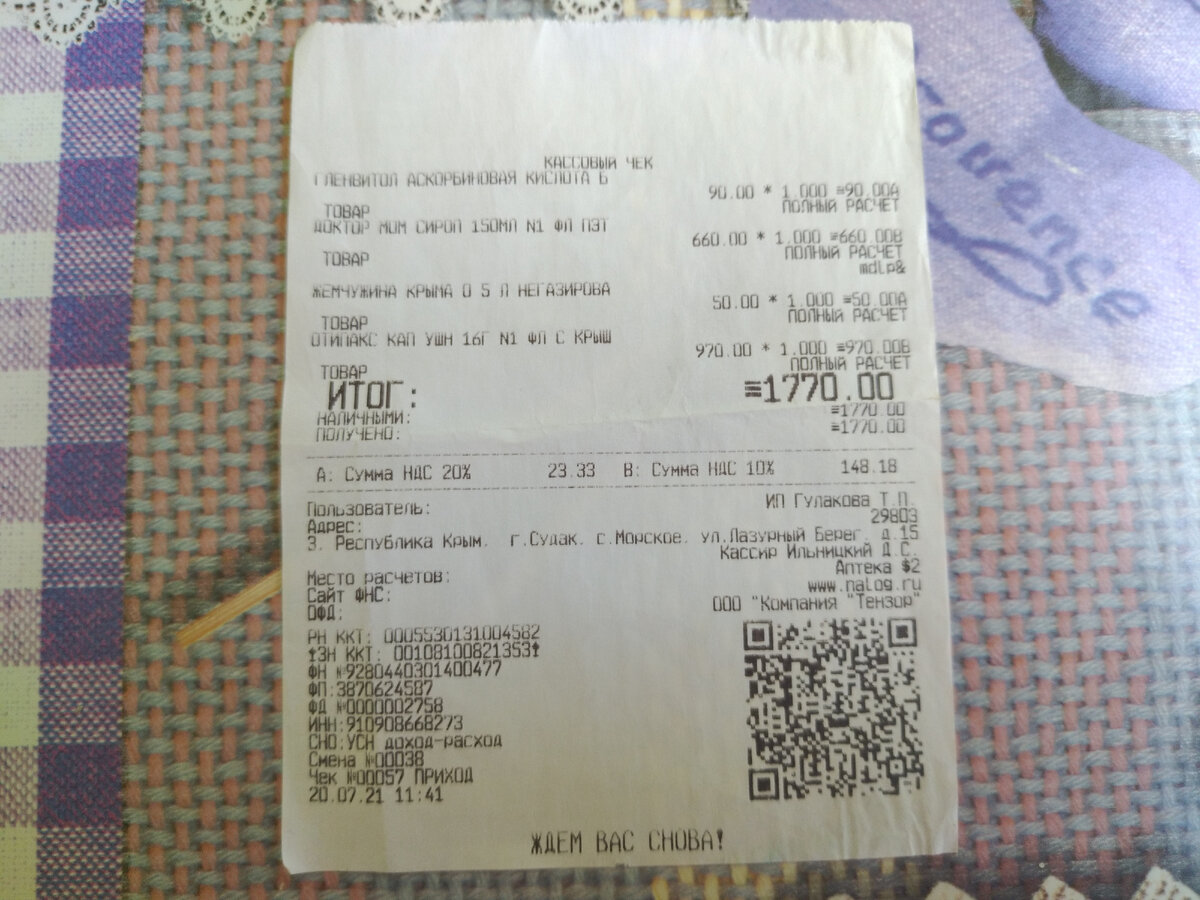 КАССОВЫЙ ЧЕК
ГЛЕНВИТОЛ АСКОРБИНОВАЯ КИСЛОТА Б
90.00 * 1.000 ≡90.00А
ТОВАР ПОЛНЫЙ РАСЧЕТ
ДОКТОР МОМ СИРОП 150МЛ N1 ФЛ ПЭТ
660.00 * 1.000 ≡660.00В
ТОВАР ПОЛНЫЙ РАСЧЕТ
mdlp&
ЖЕМЧУЖИНА КРЫМА 0 5 Л НЕГАЗИРОВА
50.00 * 1.000 ≡50.00А
ТОВАР ПОЛНЫЙ РАСЧЕТ
ОТИПАКС КАП УШН 16Г N1 ФЛ С КРЫШ
970.00 * 1.000 ≡970.00В
ТОВАР ПОЛНЫЙ РАСЧЕТ
ИТОГ: ≡1770.00
НАЛИЧНЫМИ: ≡1770.00
ПОЛУЧЕНО: ≡1770.00
А: Сумма НДС 20% 23.33 В: Сумма НДС 10% 148.18
Пользователь: ИП Гулакова Т.П.
Адрес: 29803
3. Республика Крым. г.Судак. с.Морское. ул.Лазурный Берег. д.15
Кассир Ильницкий Д.С.
Место расчетов: Аптека $2
Сайт ФНС: www.nalog.ru
ОФД: ООО "Компания "Тензор"
РН ККТ: 0005530131004582
↑ЗН ККТ: 00108100821353↑
ФН №9280440301400477
ФП:3870624587
ФД №0000002758
ИНН:910908668273
СНО:УСН доход-расход
Смена №00038
Чек №00057 ПРИХОД
20.07.21 11:41
ЖДЕМ ВАС СНОВА!